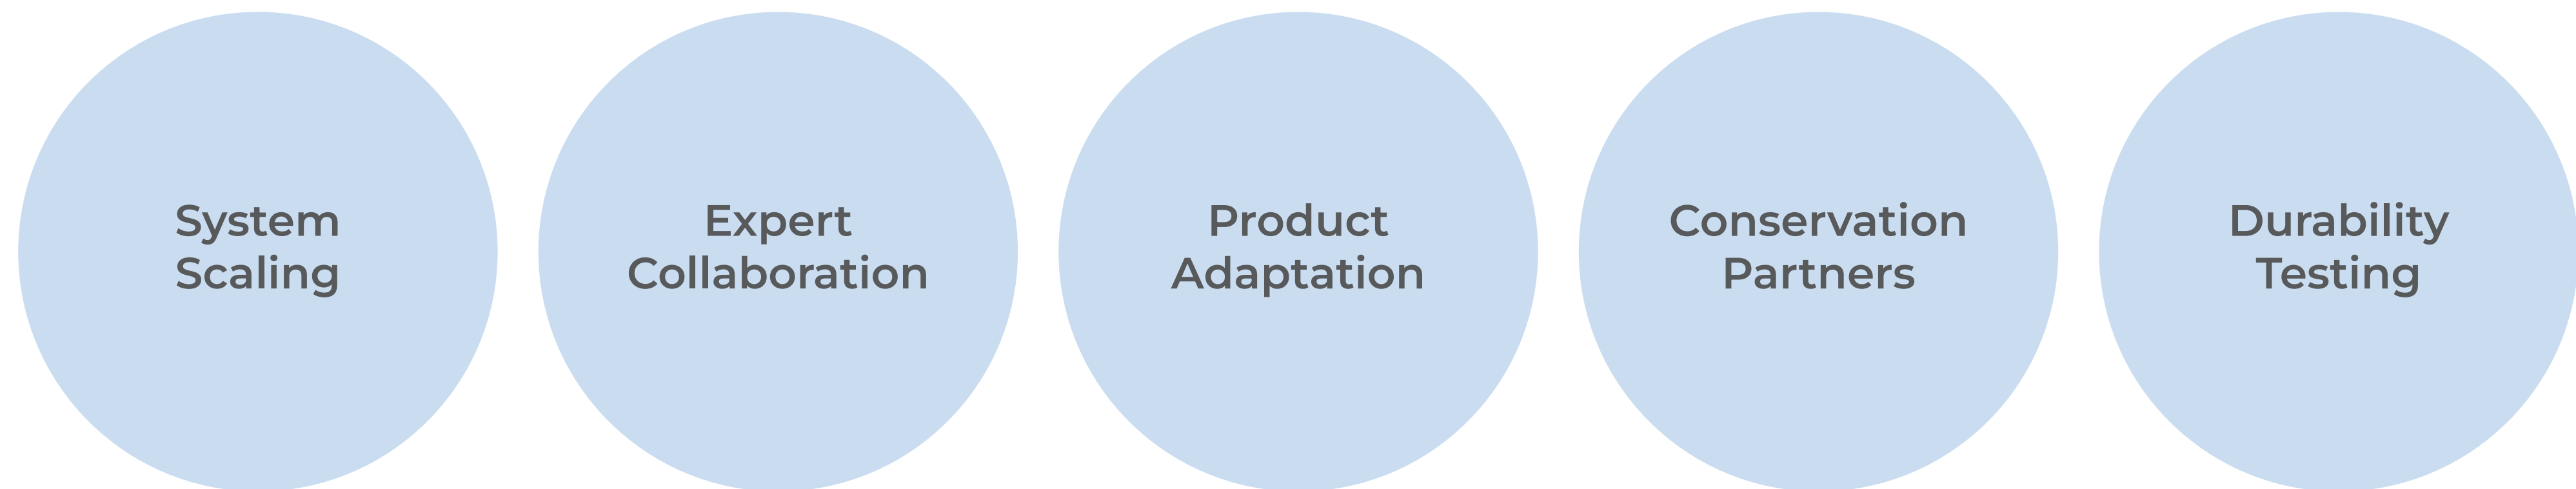 System
Scaling
Expert
Collaboration
Product
Adaptation
Conservation
Partners
Durability
Testing